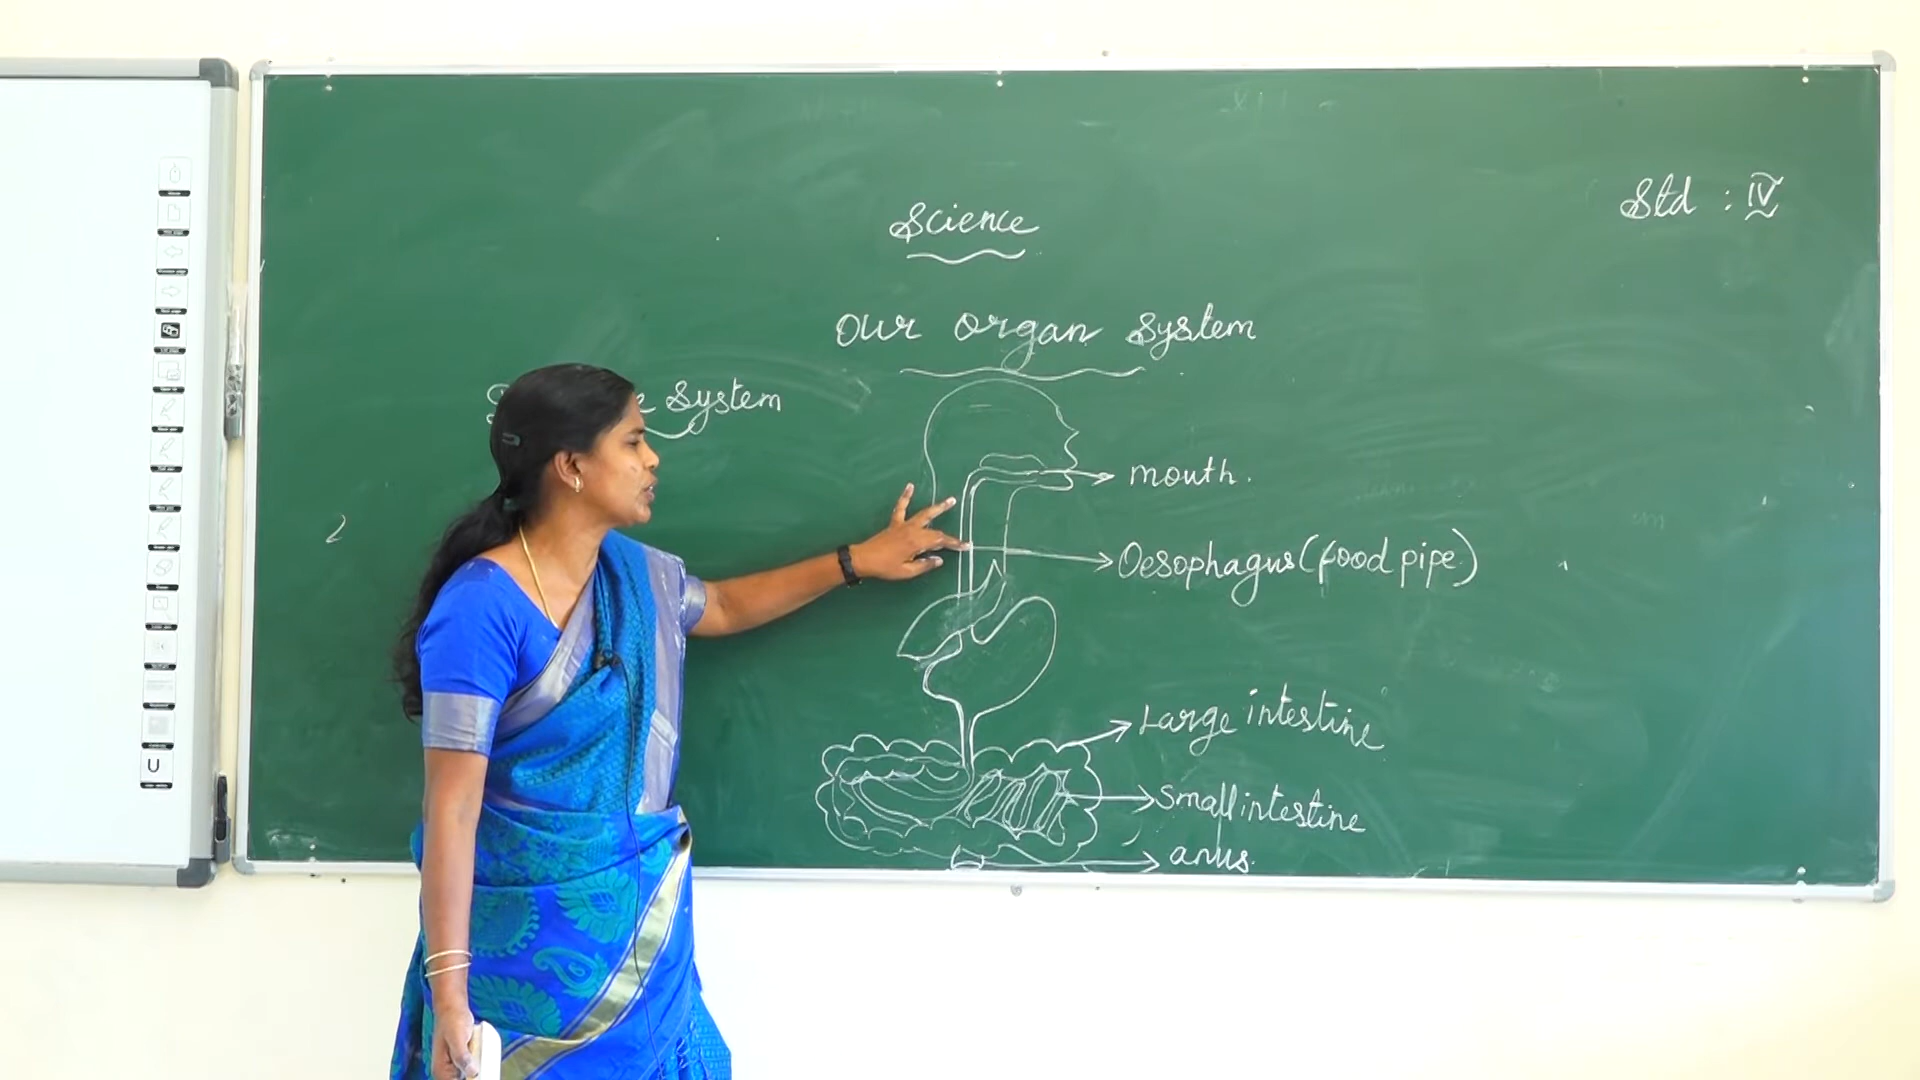 Std : IV
Science
Our Organ System
System
mouth.
Oesophagus (food pipe)
Large intestine
Small intestine
anus.